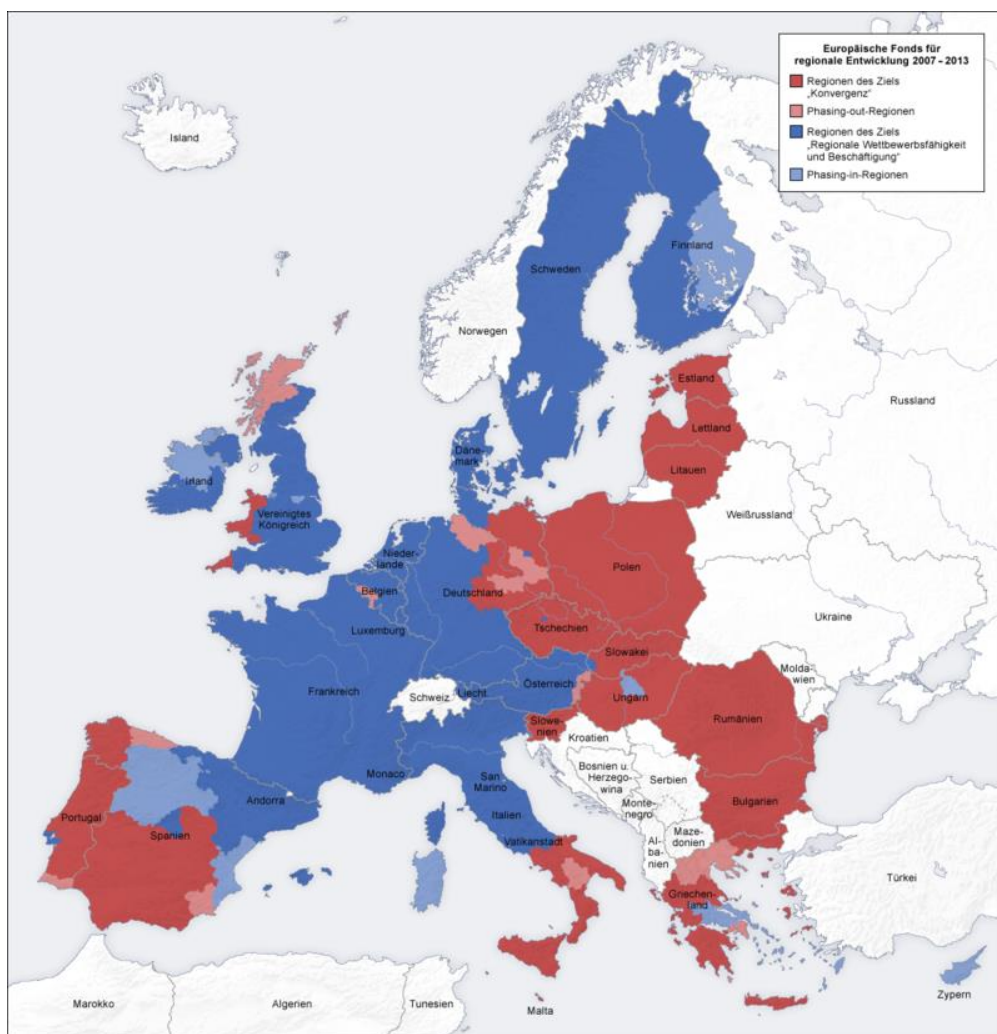 Europäische Fonds für
regionale Entwicklung 2007 - 2013
Regionen des Ziels
„Konvergenz“
Phasing-out-Regionen
Regionen des Ziels
„Regionale Wettbewerbsfähigkeit
und Beschäftigung“
Phasing-in-Regionen
Island
Finnland
Schweden
Norwegen
Russland
Estland
Lettland
Litauen
Däne-
mark
Irland
Vereinigtes
Königreich
Weißrussland
Nieder-
lande
Polen
Belgien
Deutschland
Ukraine
Luxemburg
Tschechien
Slowakei
Moldawien
Frankreich
Schweiz
Liecht.
Österreich
Ungarn
Rumänien
Slowe-
nien
Kroatien
Bosnien u.
Herzego-
wina
Serbien
Monaco
San
Marino
Andorra
Italien
Monte-
negro
Bulgarien
Portugal
Spanien
Vatikanstadt
Maze-
donien
Al-
banien
Türkei
Griechen-
land
Marokko
Algerien
Tunesien
Malta
Zypern